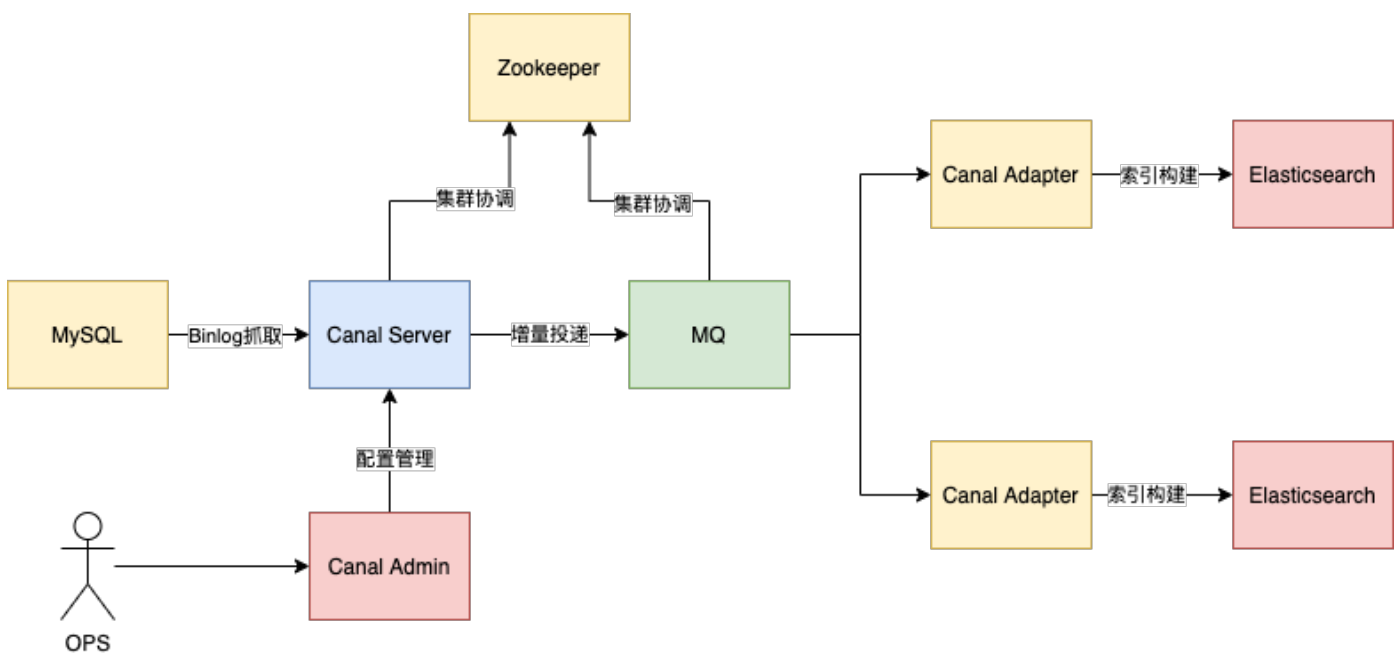 Zookeeper
Canal Adapter
索引构建
Elasticsearch
集群协调
集群协调
MySQL
Binlog抓取
Canal Server
增量投递
MQ
配置管理
Canal Adapter
索引构建
Elasticsearch
Canal Admin
OPS